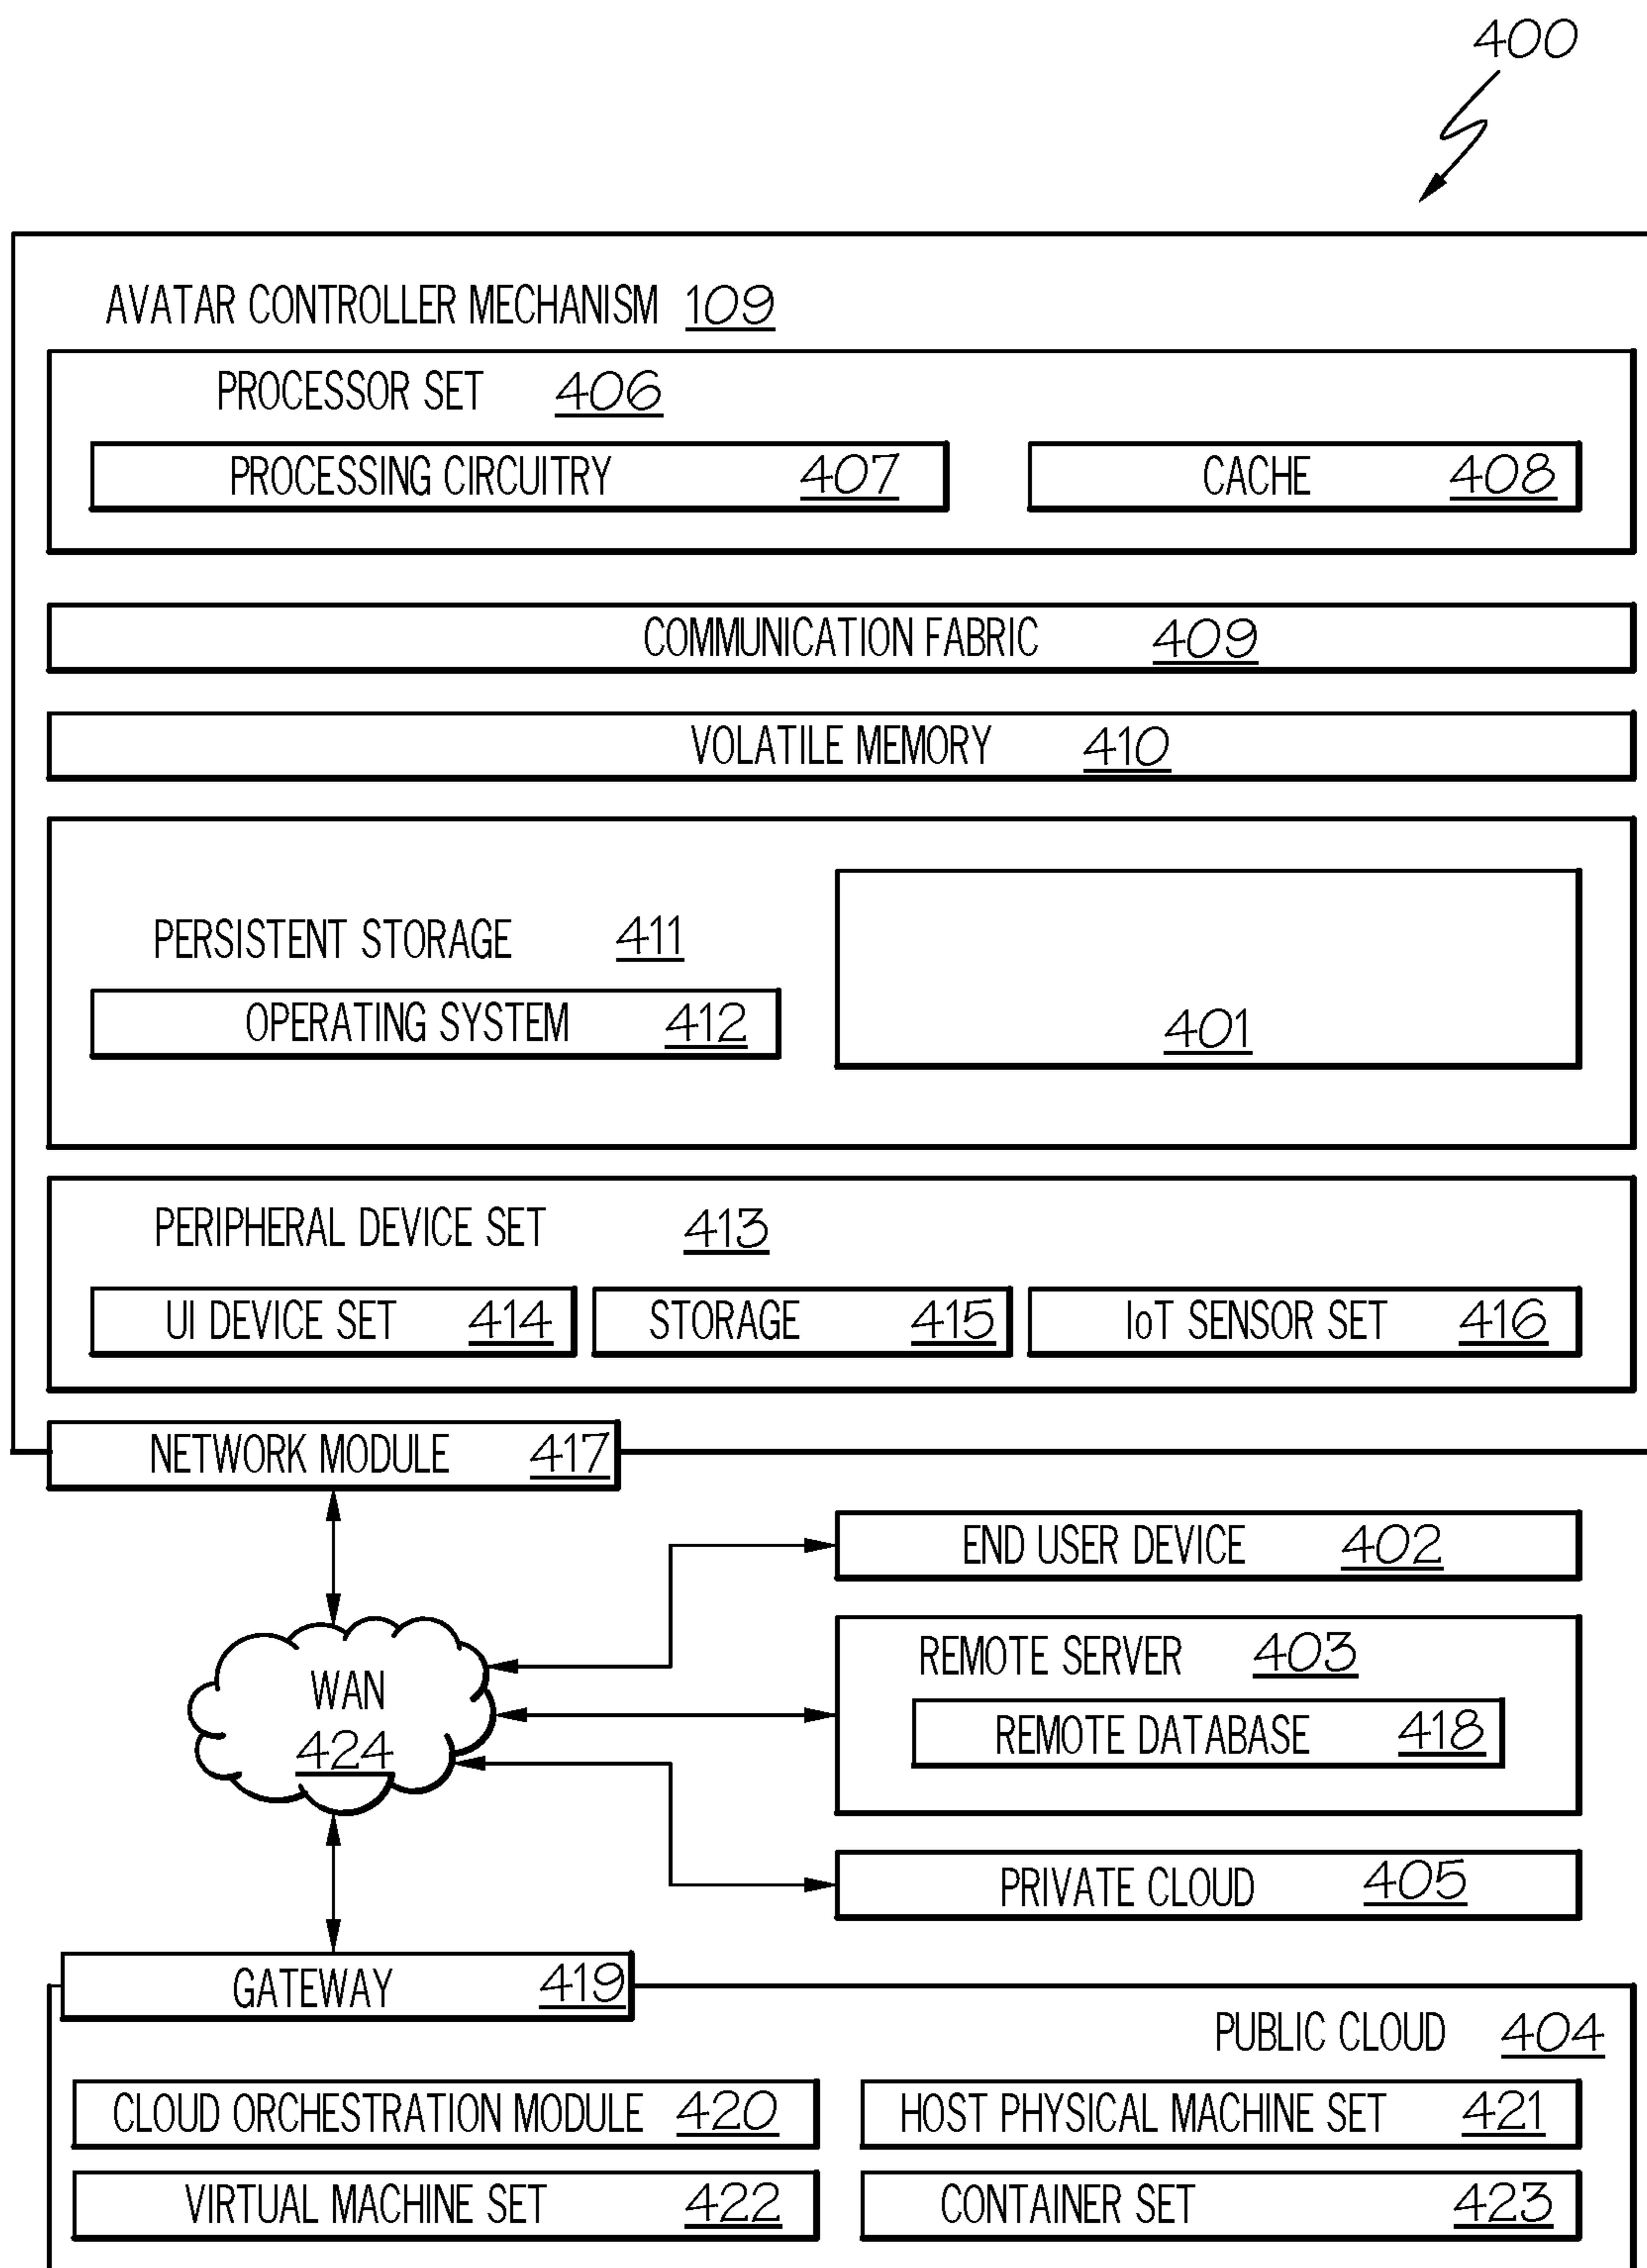 400
AVATAR CONTROLLER MECHANISM 109
PROCESSOR SET 406
PROCESSING CIRCUITRY 407
CACHE 408
COMMUNICATION FABRIC 409
VOLATILE MEMORY 410
PERSISTENT STORAGE 411
OPERATING SYSTEM 412
401
PERIPHERAL DEVICE SET 413
UI DEVICE SET 414
STORAGE 415
IoT SENSOR SET 416
NETWORK MODULE 417
END USER DEVICE 402
WAN
424
REMOTE SERVER 403
REMOTE DATABASE 418
PRIVATE CLOUD 405
GATEWAY 419
PUBLIC CLOUD 404
CLOUD ORCHESTRATION MODULE 420
HOST PHYSICAL MACHINE SET 421
VIRTUAL MACHINE SET 422
CONTAINER SET 423